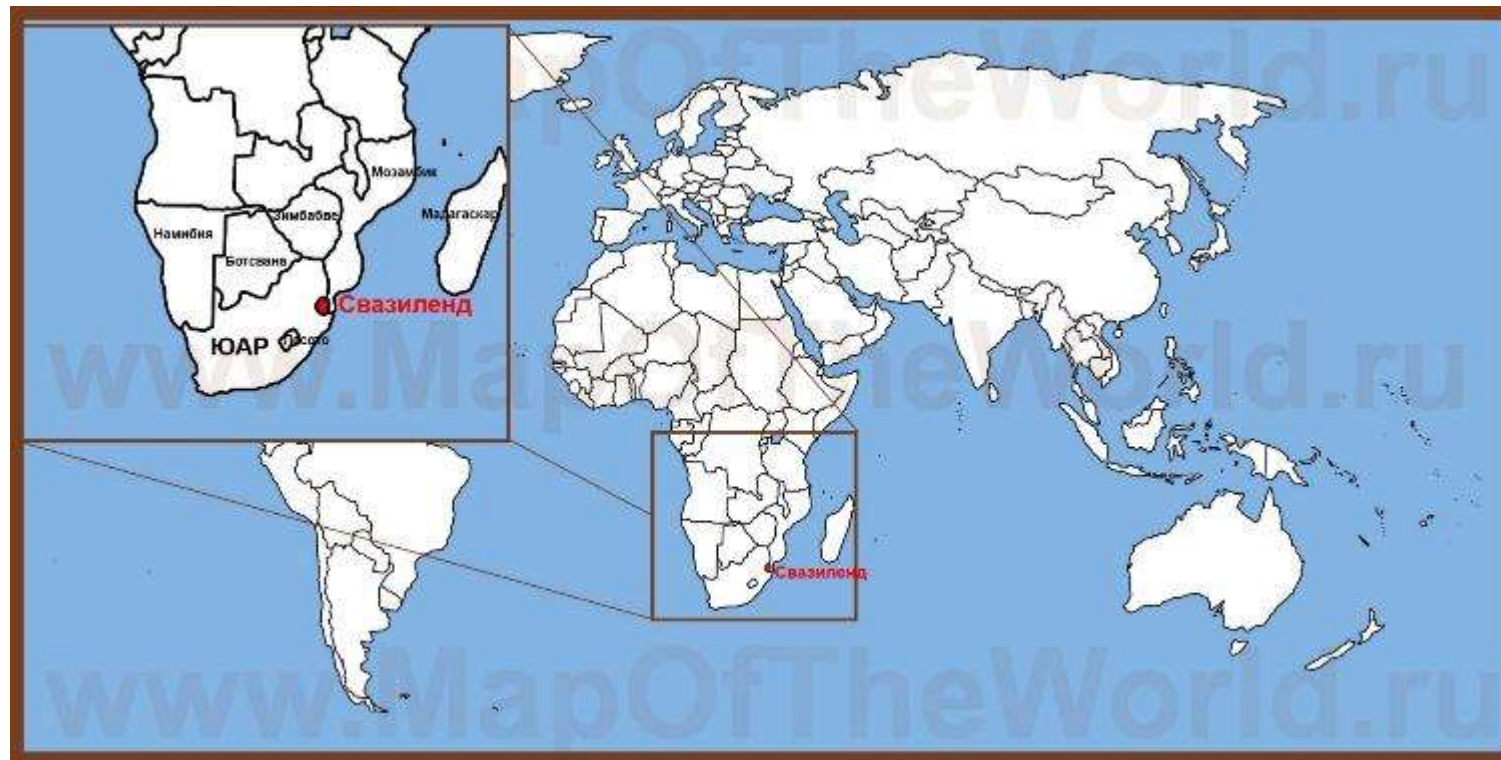 www.MapOfTheWorld.ru
Мозамбик
Мадагаскар
Зимбабве
Намибия
Ботсвана
Свазиленд
ЮАР
Лесото
www.MapOfTheWorld.ru
Свазиленд
www.MapOfTheWorld.ru